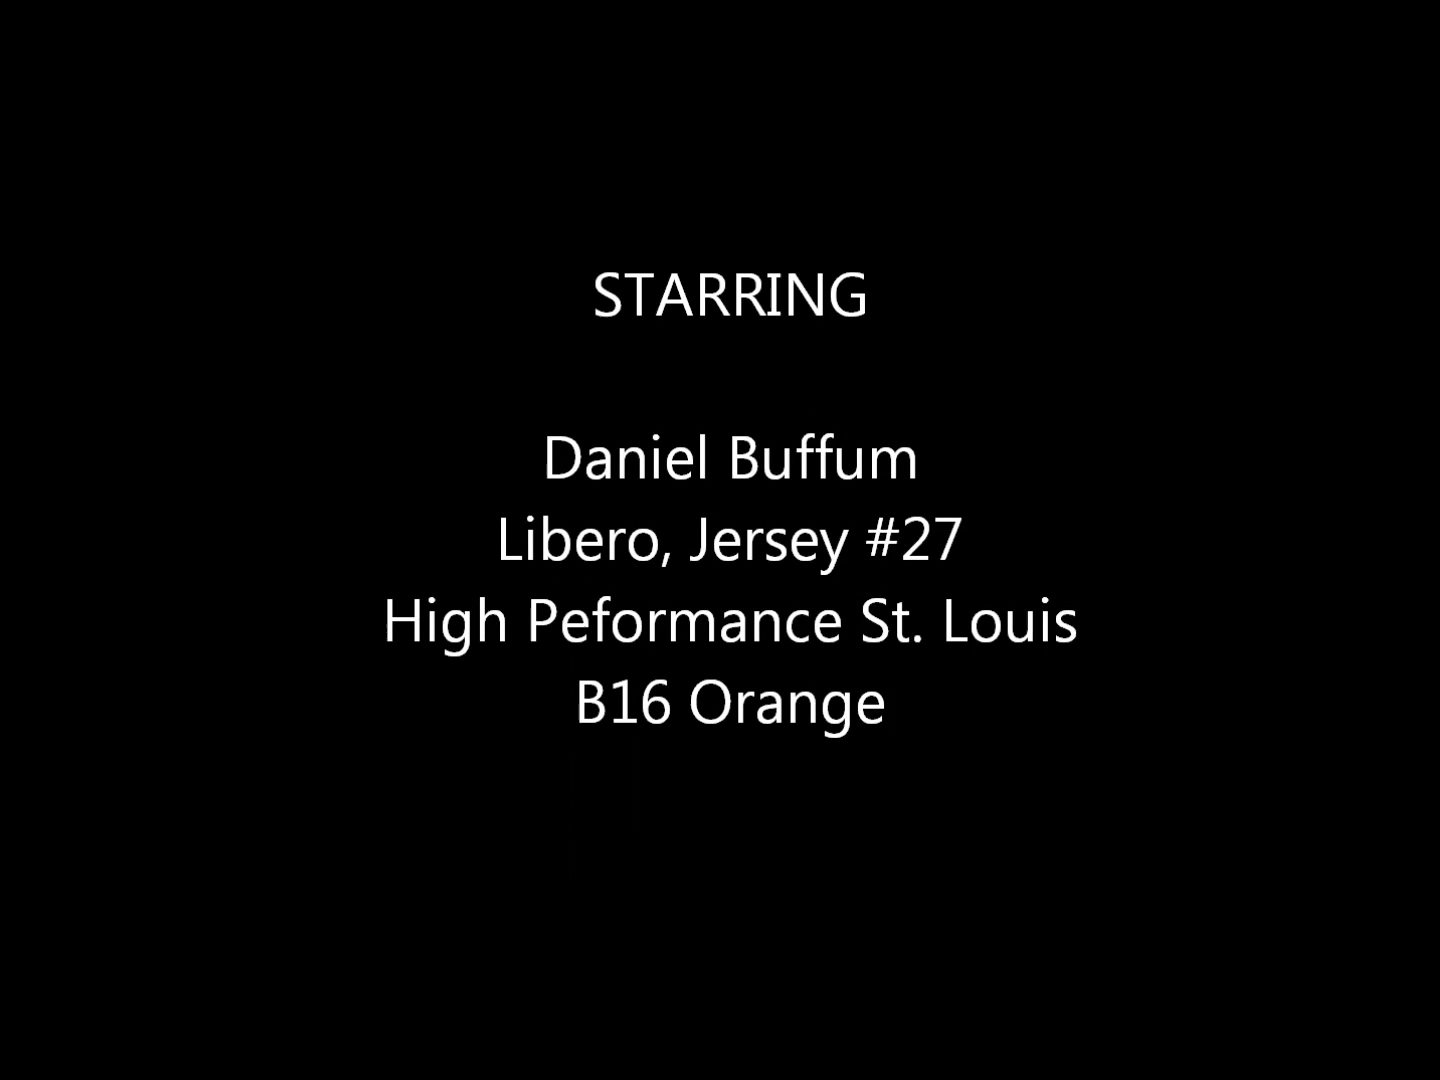 STARRING
Daniel Buffum
Libero, Jersey #27
High Peformance St. Louis
B16 Orange